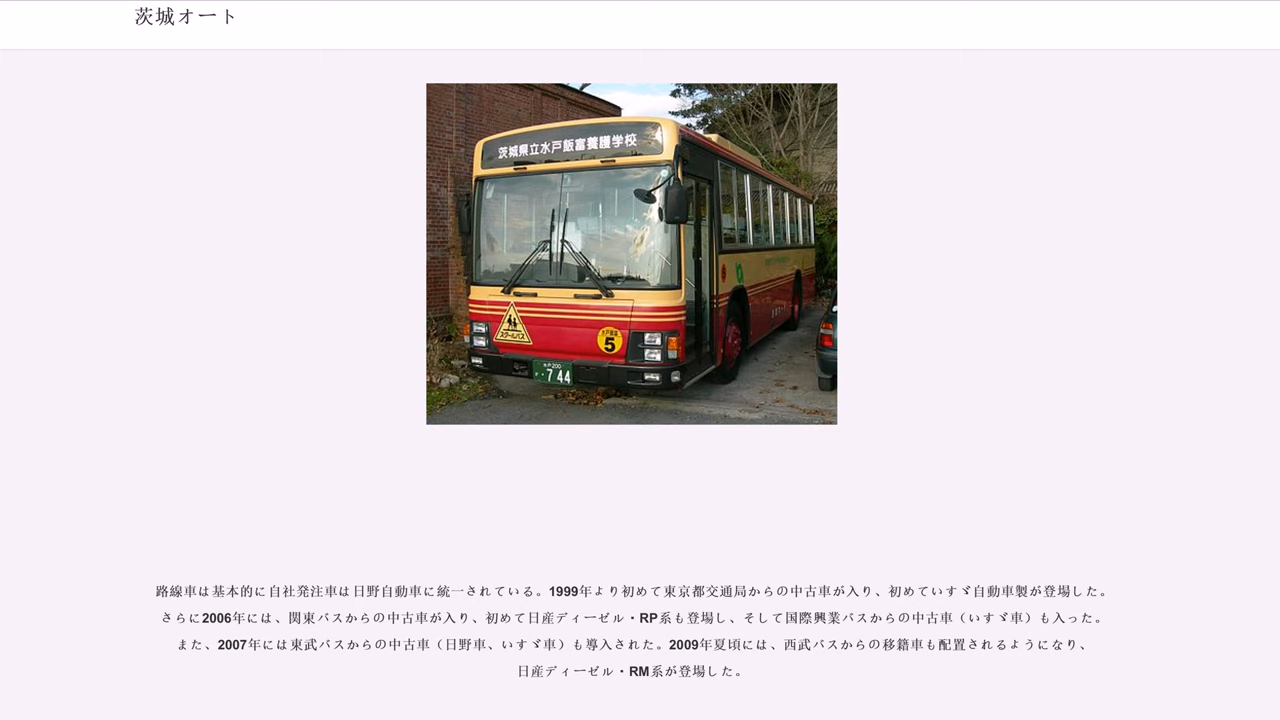 茨城オート
茨城県立水戸飯富養護学校
スクールバス
水戸飯富
5
水戸200
744
路線車は基本的に自社発注車は日野自動車に統一されている。1999年より初めて東京都交通局からの中古車が入り、初めていすゞ自動車製が登場した。
さらに2006年には、関東バスからの中古車が入り、初めて日産ディーゼル・RP系も登場し、そして国際興業バスからの中古車（いすゞ車）も入った。
また、2007年には東武バスからの中古車（日野車、いすゞ車）も導入された。2009年夏頃には、西武バスからの移籍車も配置されるようになり、
日産ディーゼル・RM系が登場した。